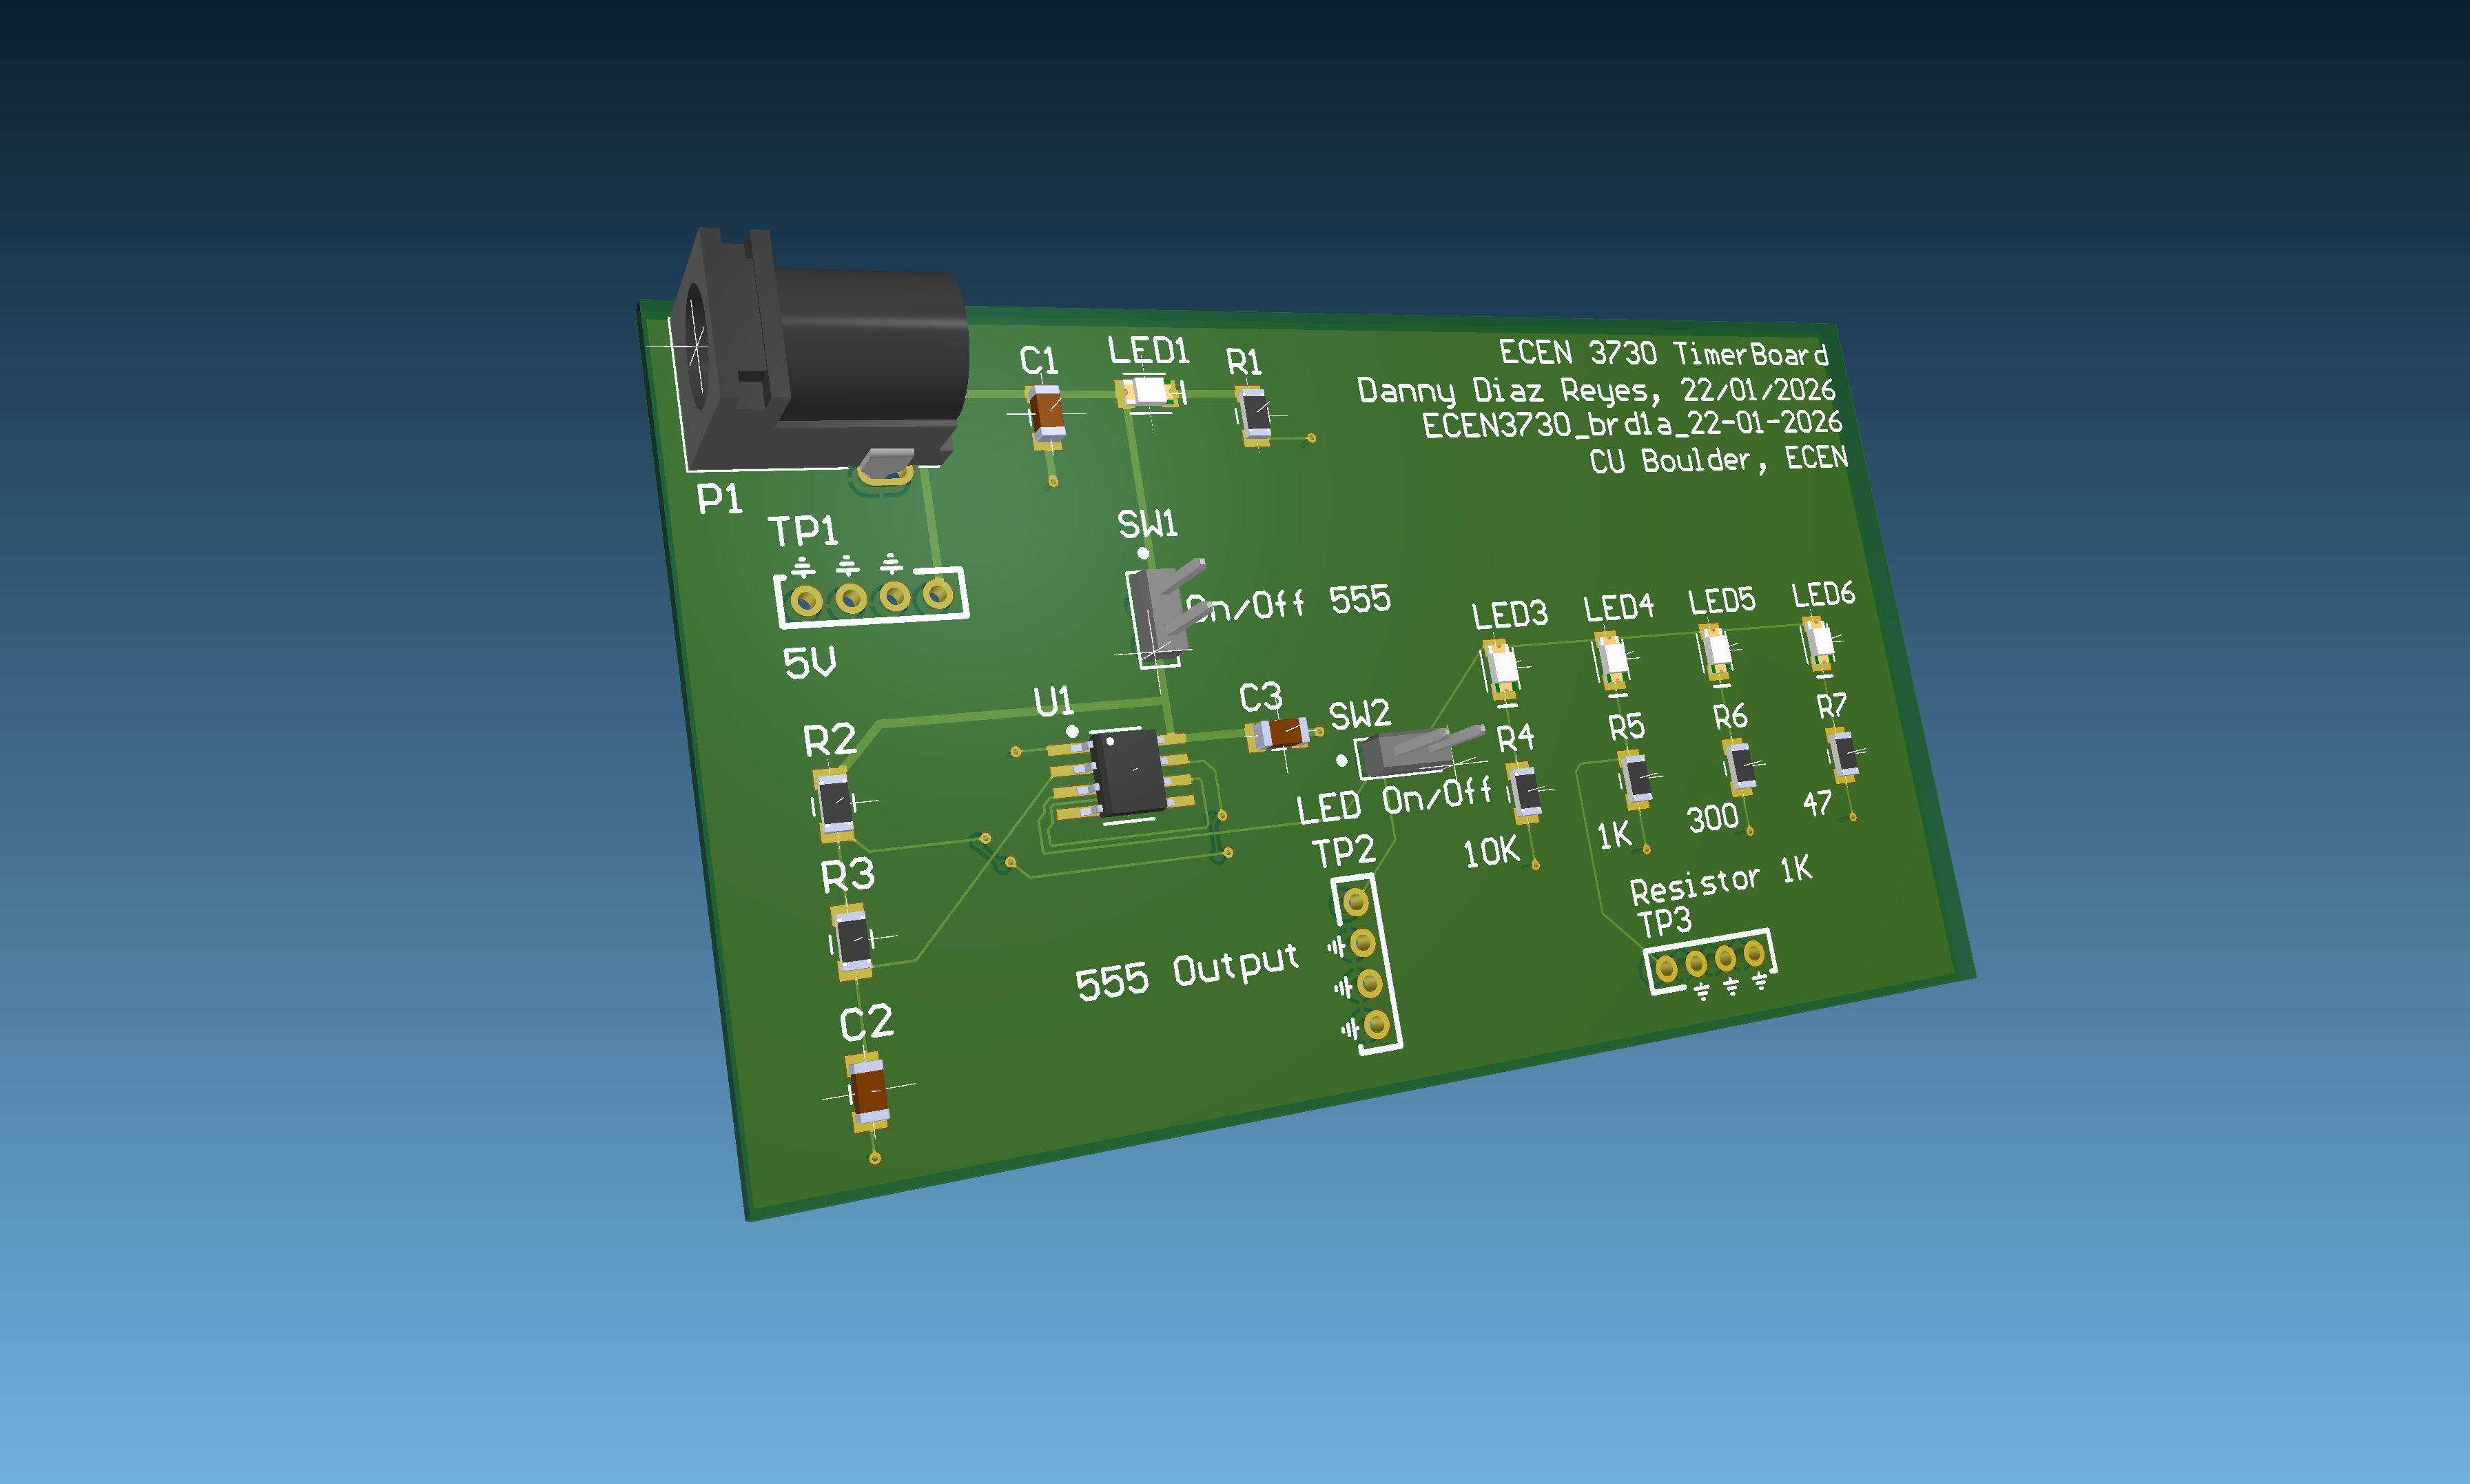 ECEN 3730 TimerBoard
Danny Diaz Reyes, 22/01/2026
ECEN3730_brd1a_22-01-2026
CU Boulder, ECEN
C1
LED1
R1
P1
TP1
5V
SW1
On/Off 555
LED3
LED4
LED5
LED6
U1
C3
SW2
R2
R4
R5
R6
R7
LED On/Off
10K
1K
300
47
R3
TP2
Resistor 1K
TP3
555 Output
C2